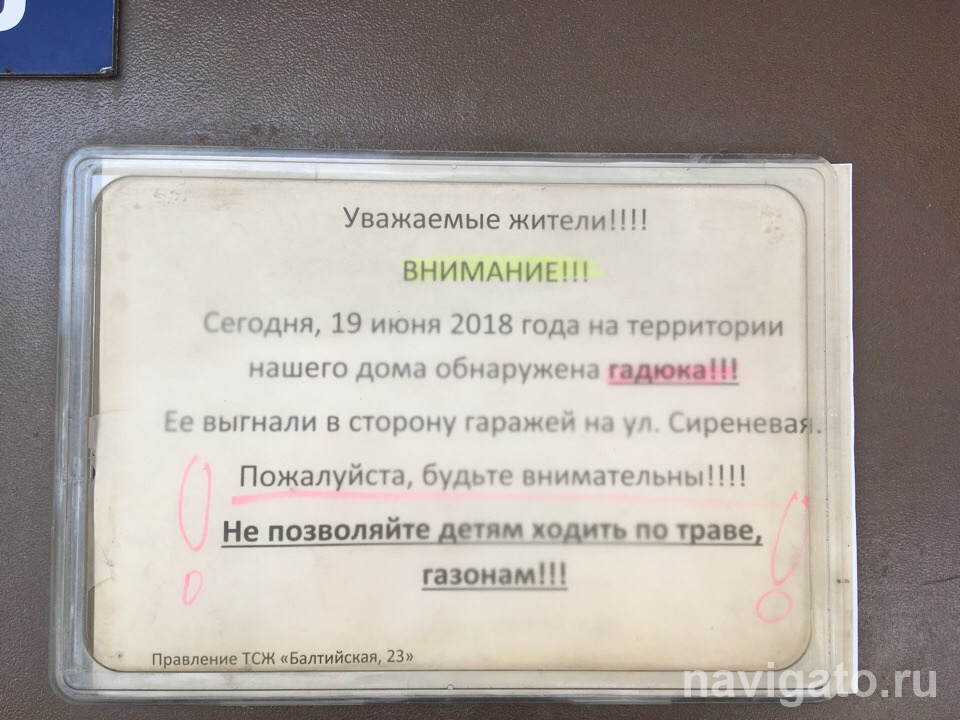 Уважаемые жители!!!!
ВНИМАНИЕ!!!
Сегодня, 19 июня 2018 года на территории
нашего дома обнаружена гадюка!!!
Ее выгнали в сторону гаражей на ул. Сиреневая.
Пожалуйста, будьте внимательны!!!!
Не позволяйте детям ходить по траве,
газонам!!!
Правление ТСЖ «Балтийская, 23»
navigato.ru